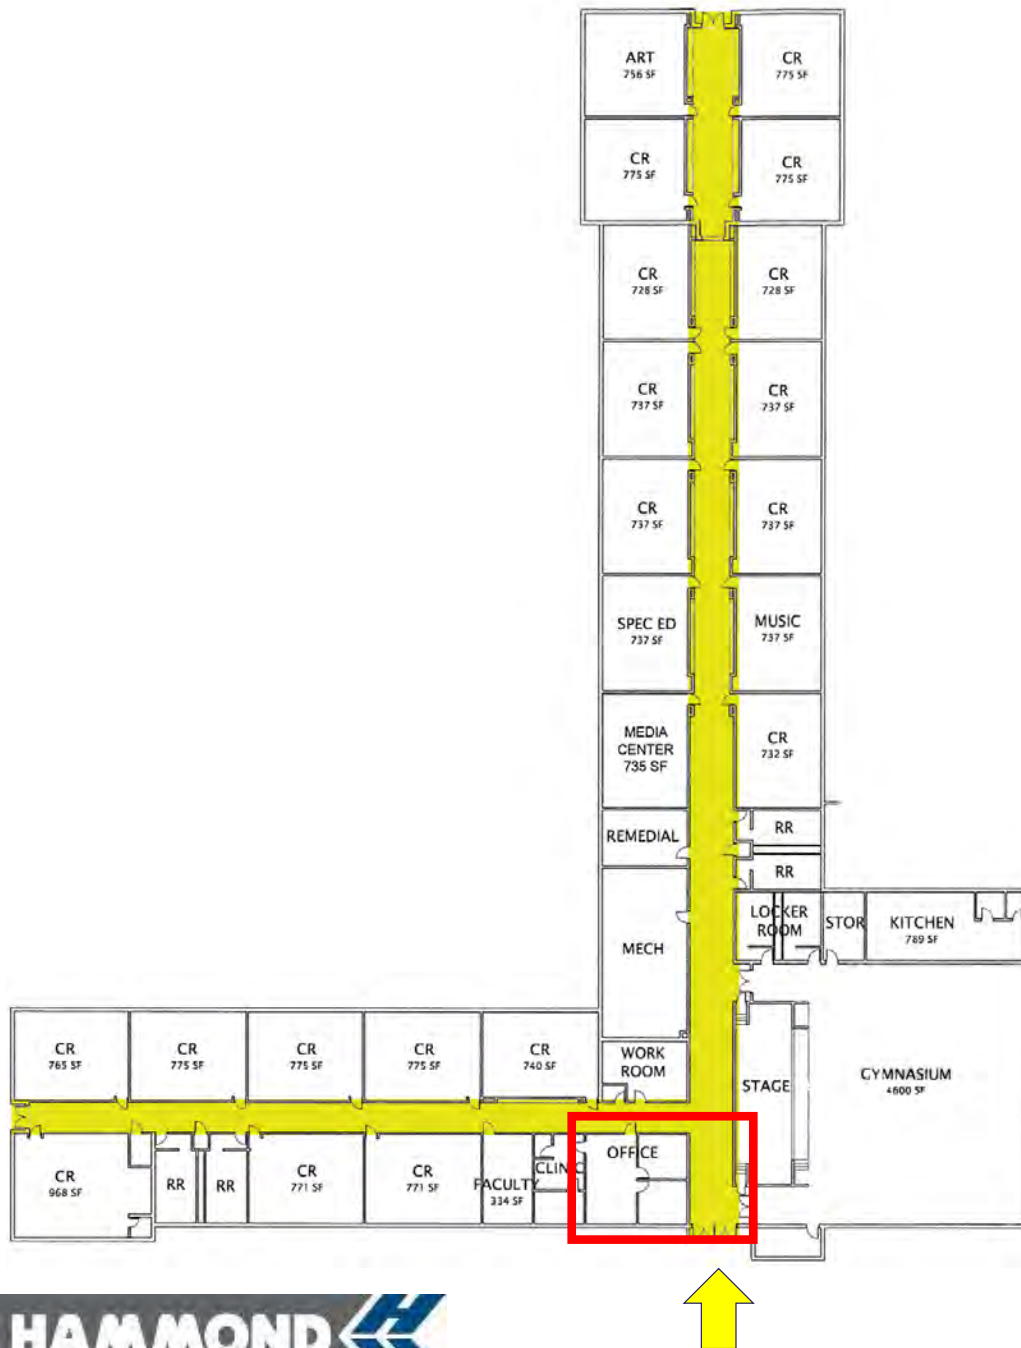 ART
756 SF
CR
775 SF
CR
775 SF
CR
775 SF
CR
728 SF
CR
728 SF
CR
737 SF
CR
737 SF
CR
737 SF
CR
737 SF
SPEC ED
737 SF
MUSIC
737 SF
MEDIA
CENTER
735 SF
CR
732 SF
REMEDIAL
RR
RR
LOCKER
ROOM
STOR
KITCHEN
789 SF
MECH
CR
765 SF
CR
775 SF
CR
775 SF
CR
775 SF
CR
740 SF
WORK
ROOM
STAGE
GYMNASIUM
4600 SF
CR
968 SF
RR
RR
CR
771 SF
CR
771 SF
FACULTY
334 SF
CLINIC
OFFICE
HAMMOND